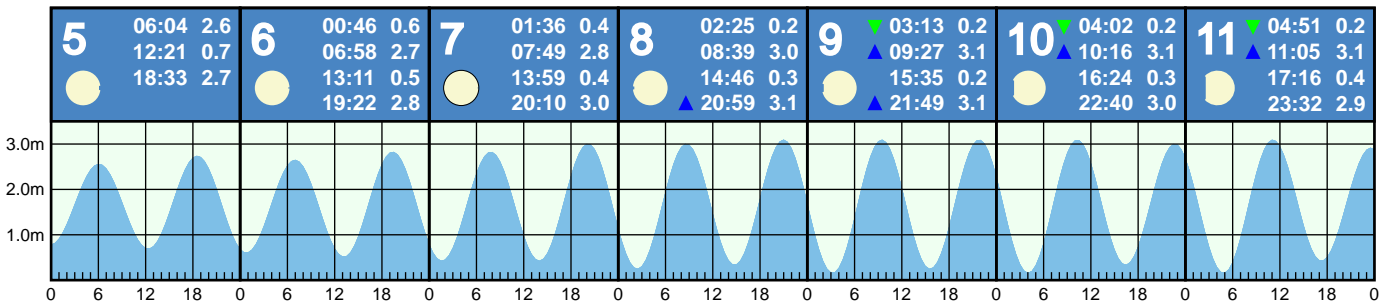 5
06:04 2.6
12:21 0.7
18:33 2.7
6
00:46 0.6
06:58 2.7
13:11 0.5
19:22 2.8
7
01:36 0.4
07:49 2.8
13:59 0.4
20:10 3.0
8
02:25 0.2
08:39 3.0
14:46 0.3
▲ 20:59 3.1
9
▼ 03:13 0.2
▲ 09:27 3.1
15:35 0.2
▲ 21:49 3.1
10
▼ 04:02 0.2
▲ 10:16 3.1
16:24 0.3
22:40 3.0
11
▼ 04:51 0.2
▲ 11:05 3.1
17:16 0.4
23:32 2.9
3.0m
2.0m
1.0m
0 6 12 18 0 6 12 18 0 6 12 18 0 6 12 18 0 6 12 18 0 6 12 18 0 6 12 18 0